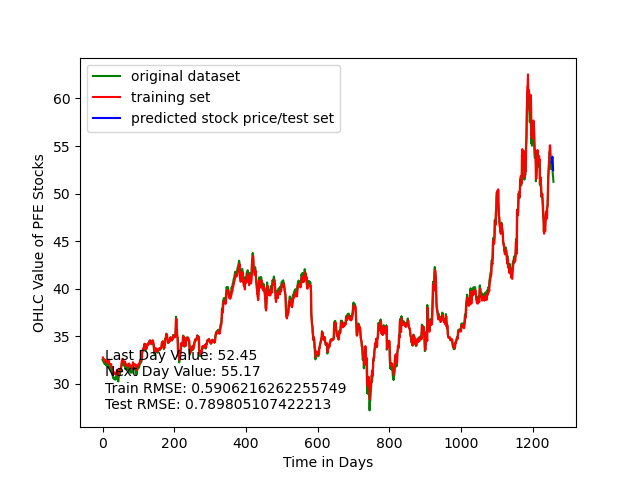 original dataset
training set
predicted stock price/test set
OHLC Value of PFE Stocks
60
55
50
45
40
35
30
Last Day Value: 52.45
Next Day Value: 55.17
Train RMSE: 0.5906216262255749
Test RMSE: 0.789805107422213
0 200 400 600 800 1000 1200
Time in Days